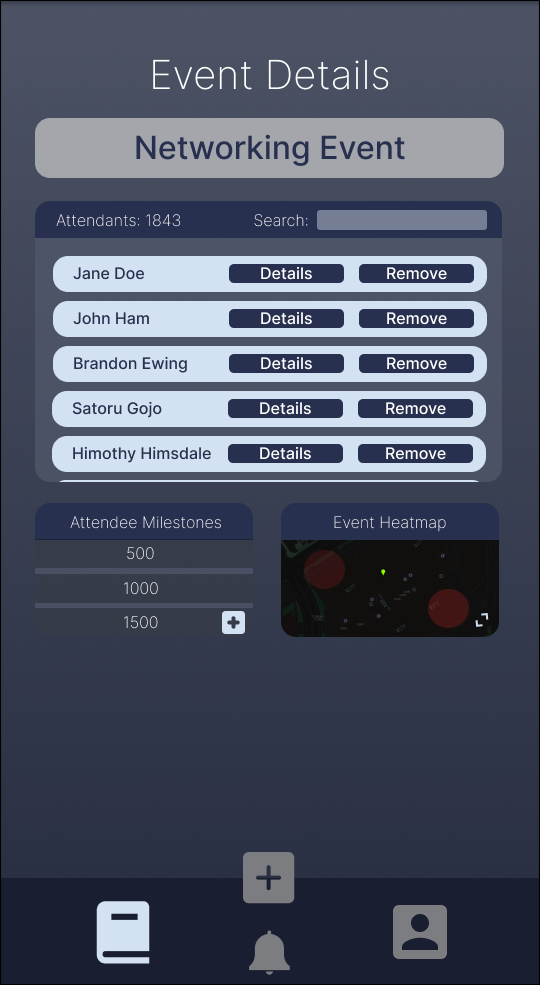 Event Details
Networking Event
Attendants: 1843 Search:
Jane Doe Details Remove
John Ham Details Remove
Brandon Ewing Details Remove
Satoru Gojo Details Remove
Himothy Himsdale Details Remove
Attendee Milestones
500
1000
1500
Event Heatmap